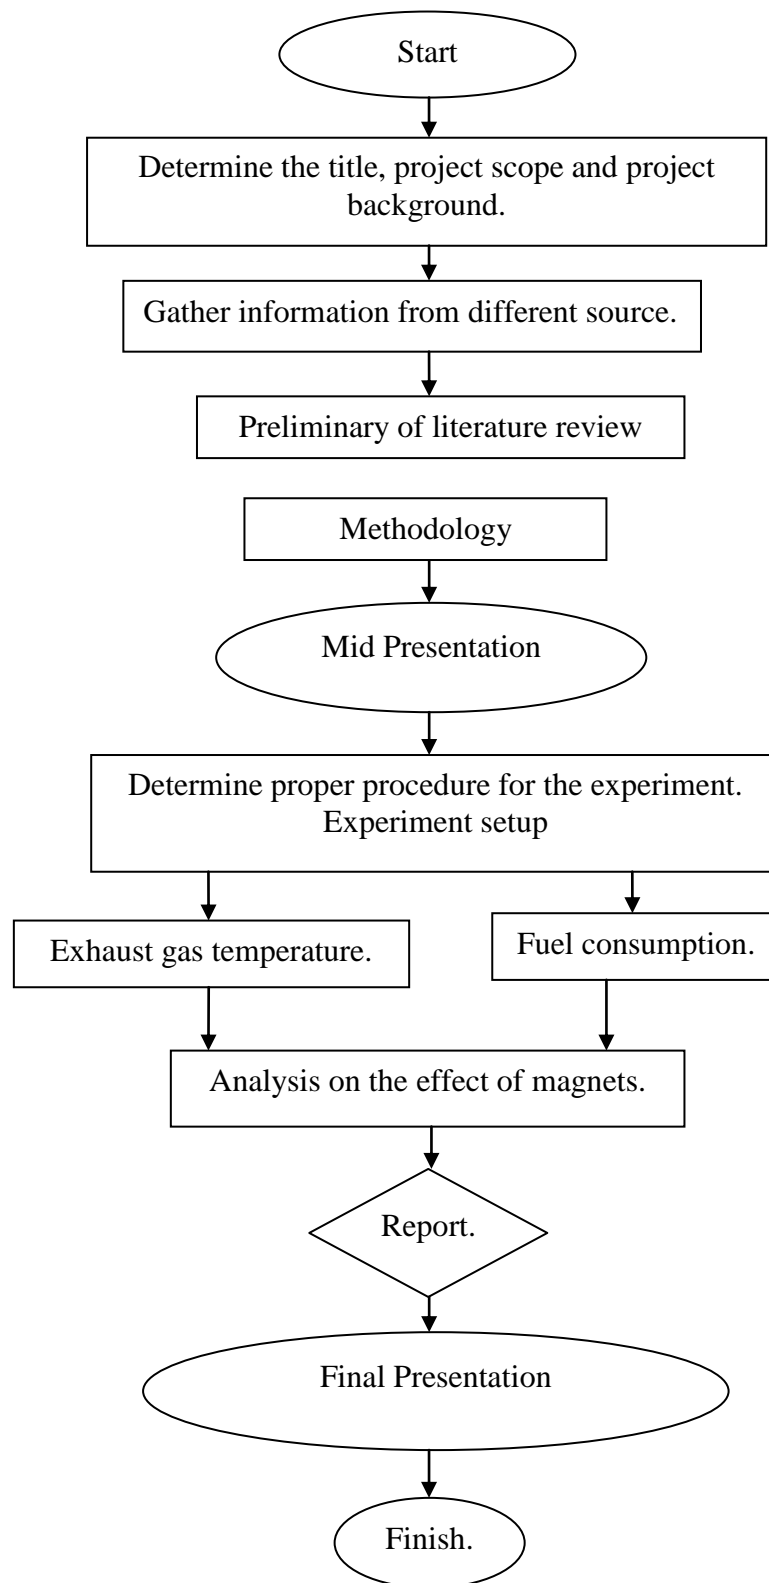 Start
Determine the title, project scope and project
background.
Gather information from different source.
Preliminary of literature review
Methodology
Mid Presentation
Determine proper procedure for the experiment.
Experiment setup
Exhaust gas temperature.
Fuel consumption.
Analysis on the effect of magnets.
Report.
Final Presentation
Finish.